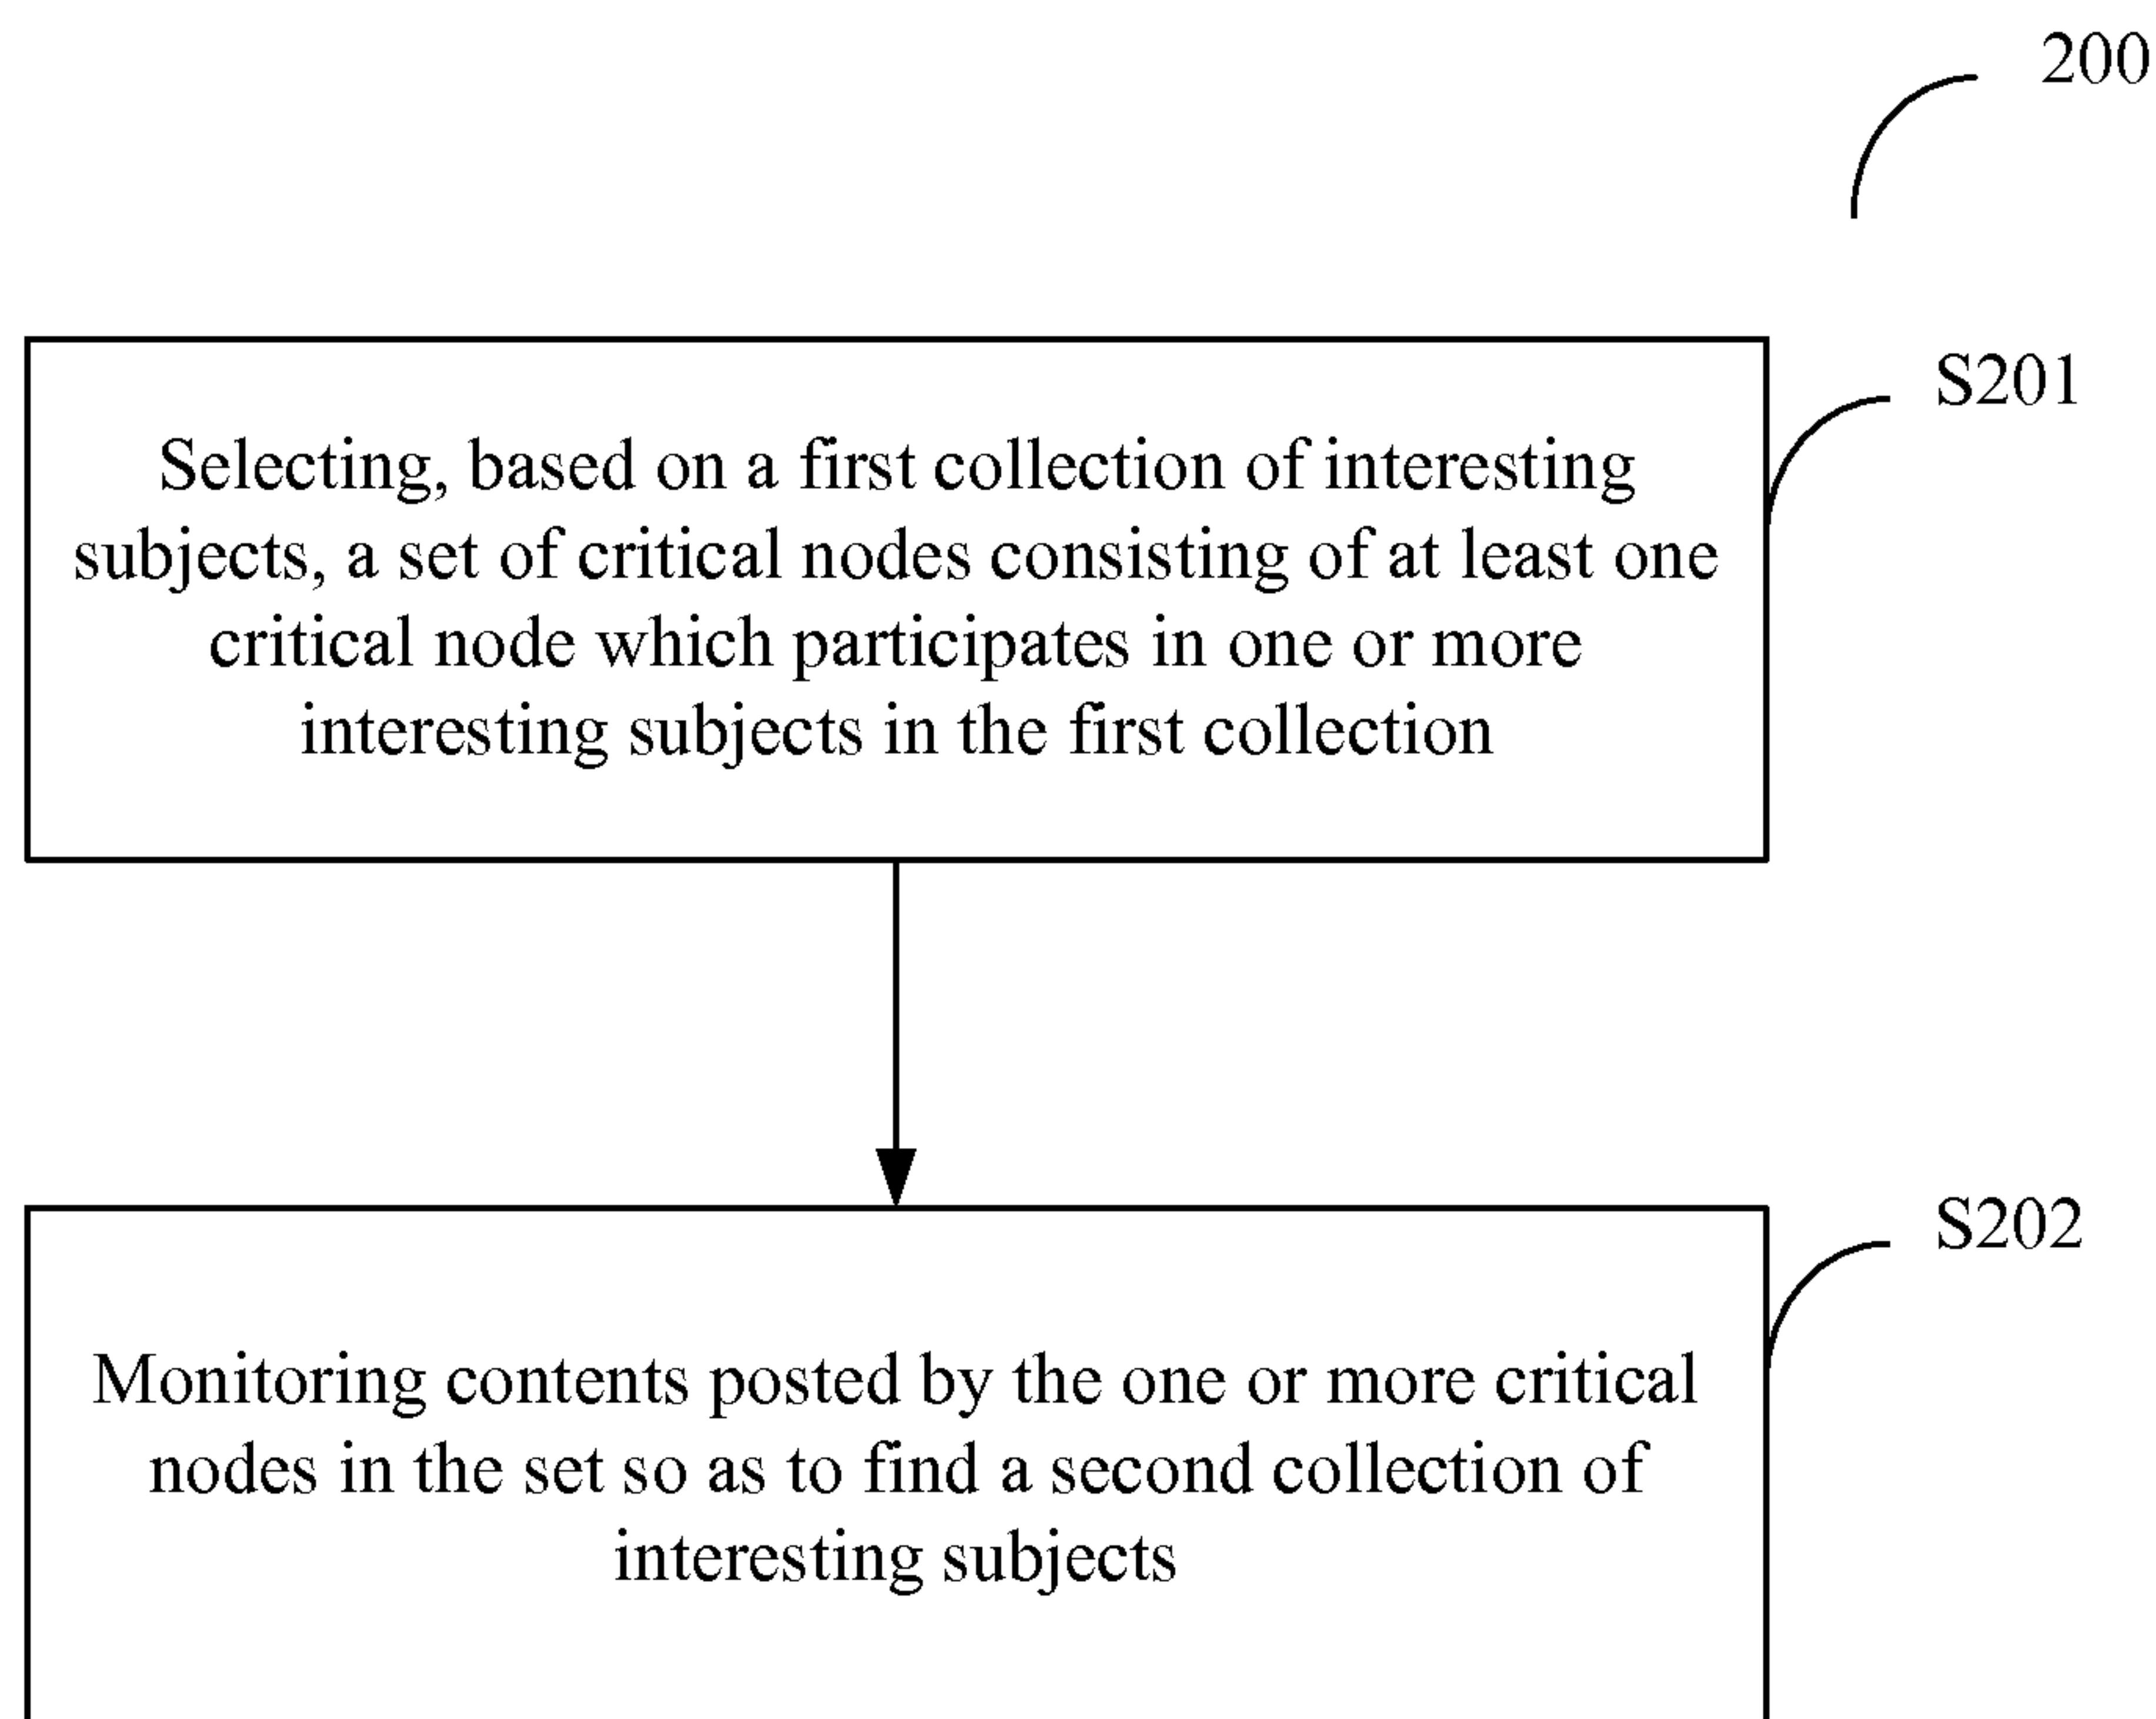 200
S201
Selecting, based on a first collection of interesting
subjects, a set of critical nodes consisting of at least one
critical node which participates in one or more
interesting subjects in the first collection
S202
Monitoring contents posted by the one or more critical
nodes in the set so as to find a second collection of
interesting subjects